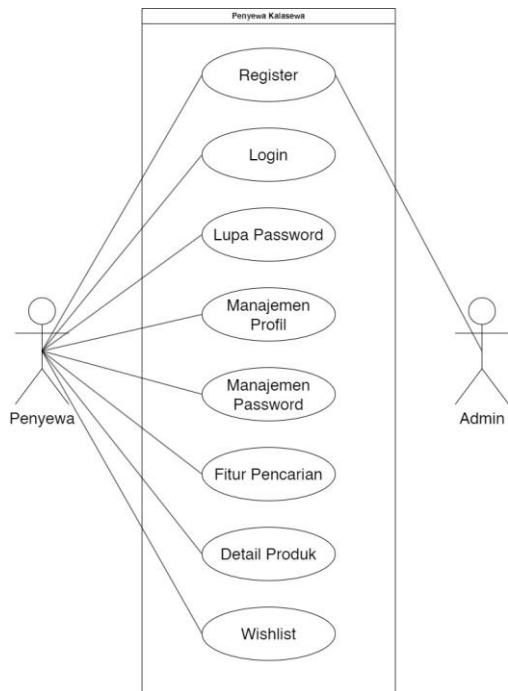 Penyewa Kalasewa
Register
Login
Lupa Password
Manajemen
Profil
Manajemen
Password
Penyewa
Admin
Fitur Pencarian
Detail Produk
Wishlist